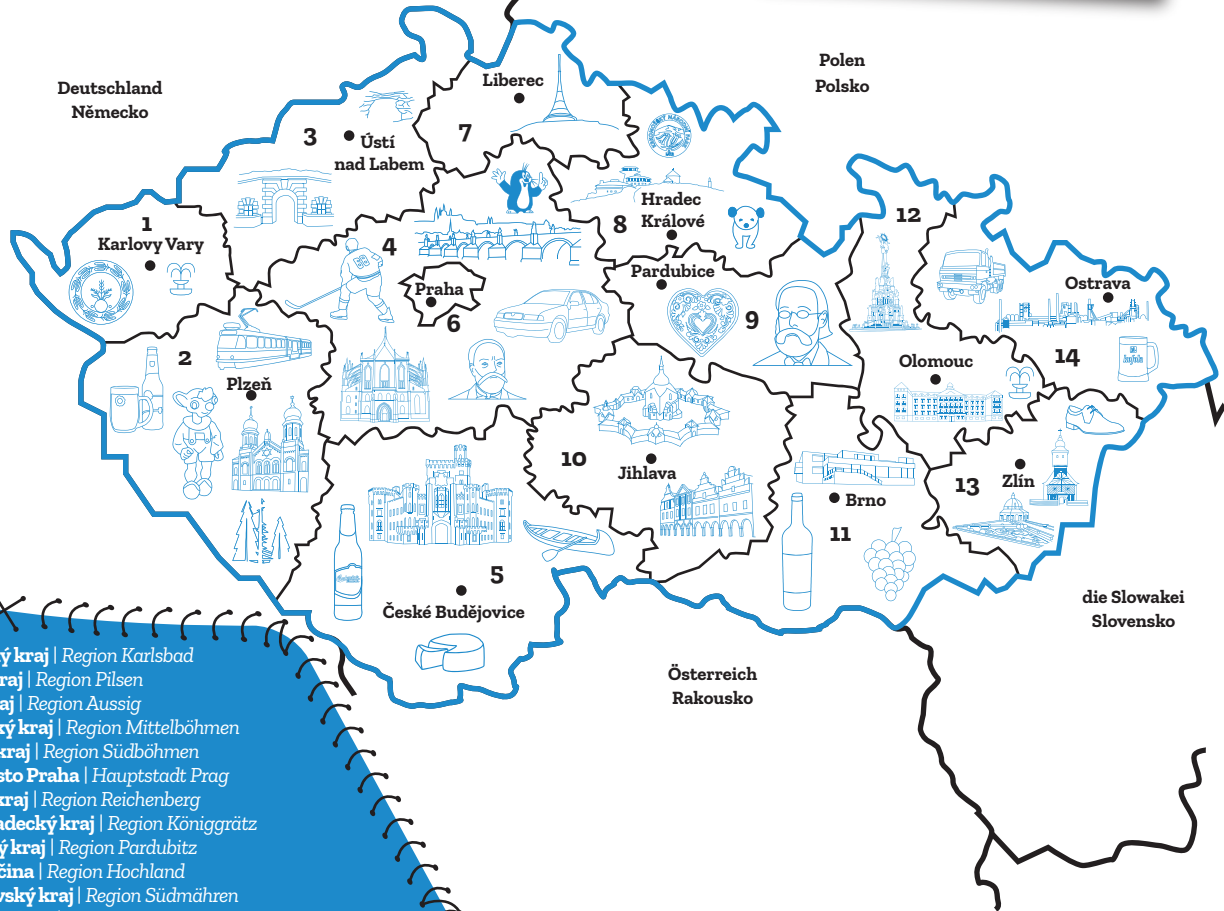 Deutschland
Německo
Polen
Polsko
Liberec
7
3
Ústí
nad Labem
1
Karlovy Vary
Hradec
Králové
8
12
4
Praha
6
Pardubice
9
Ostrava
14
2
Plzeň
Olomouc
10
Jihlava
Brno
11
13
Zlín
5
České Budějovice
die Slowakei
Slovensko
Österreich
Rakousko
ý kraj | Region Karlsbad
raj | Region Pilsen
aj | Region Aussig
ký kraj | Region Mittelböhmen
kraj | Region Südböhmen
sto Praha | Hauptstadt Prag
kraj | Region Reichenberg
adecký kraj | Region Königgrätz
ý kraj | Region Pardubitz
čina | Region Hochland
vský kraj | Region Südmähren